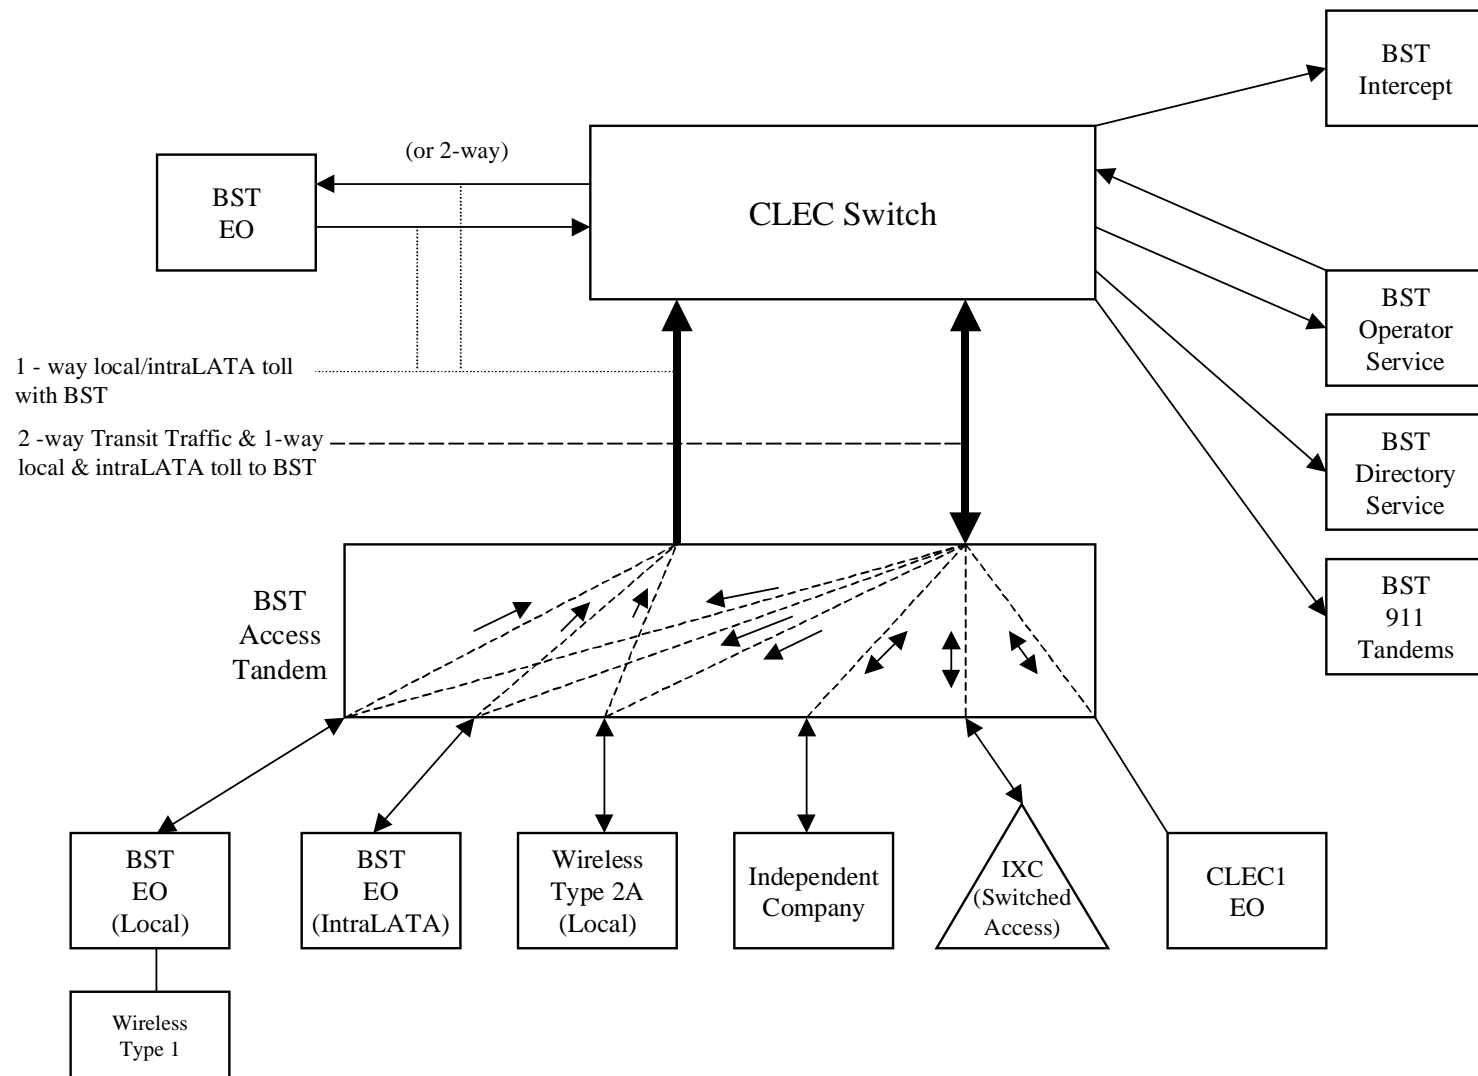 BST
Intercept
(or 2-way)
BST
EO
CLEC Switch
BST
Operator
Service
1 - way local/intraLATA toll
with BST
2 -way Transit Traffic & 1-way
local & intraLATA toll to BST
BST
Directory
Service
BST
911
Tandems
BST
Access
Tandem
BST
EO
(Local)
BST
EO
(IntraLATA)
Wireless
Type 2A
(Local)
Independent
Company
IXC
(Switched
Access)
CLEC1
EO
Wireless
Type 1